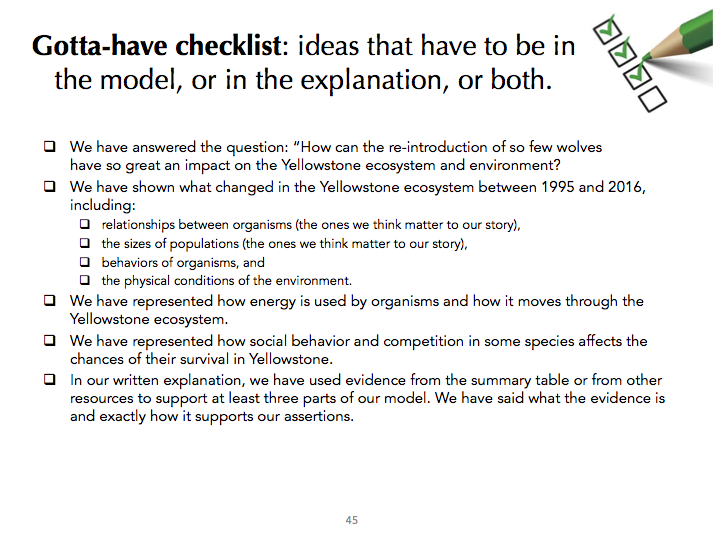 Gotta-have checklist: ideas that have to be in
the model, or in the explanation, or both.
❑ We have answered the question: “How can the re-introduction of so few wolves
have so great an impact on the Yellowstone ecosystem and environment?
❑ We have shown what changed in the Yellowstone ecosystem between 1995 and 2016,
including:
❑ relationships between organisms (the ones we think matter to our story),
❑ the sizes of populations (the ones we think matter to our story),
❑ behaviors of organisms, and
❑ the physical conditions of the environment.
❑ We have represented how energy is used by organisms and how it moves through the
Yellowstone ecosystem.
❑ We have represented how social behavior and competition in some species affects the
chances of their survival in Yellowstone.
❑ In our written explanation, we have used evidence from the summary table or from other
resources to support at least three parts of our model. We have said what the evidence is
and exactly how it supports our assertions.
45